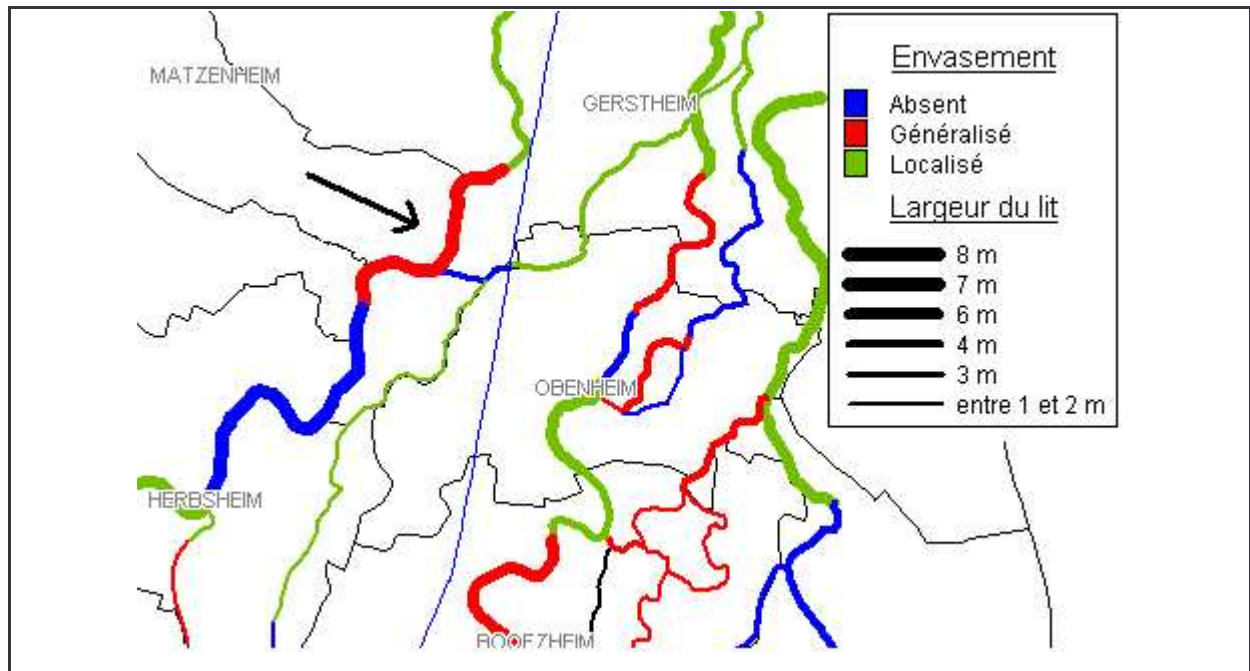 MATZENHEIM
GERSTHEIM
OBENHEIM
HERBSHEIM
Envasement
Absent
Généralisé
Localisé
Largeur du lit
8 m
7 m
6 m
4 m
3 m
entre 1 et 2 m